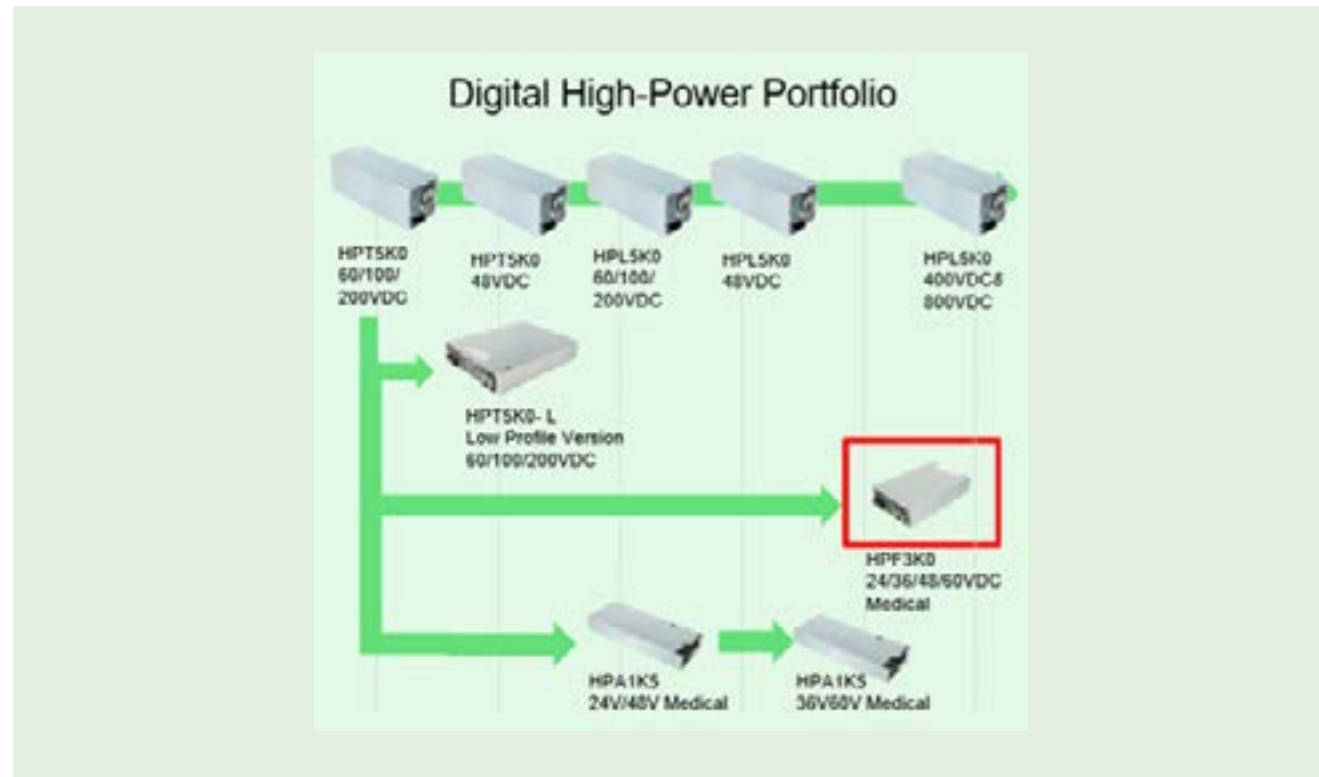 Digital High-Power Portfolio
HPT5K0
60/100/
200VDC
HPT5K0
48VDC
HPL5K0
60/100/
200VDC
HPL5K0
48VDC
HPL5K0
400VDC&
800VDC
HPT5K0- L
Low Profile Version
60/100/200VDC
HPF3K0
24/36/48/60VDC
Medical
HPA1K5
24V/48V Medical
HPA1K5
36V60V Medical